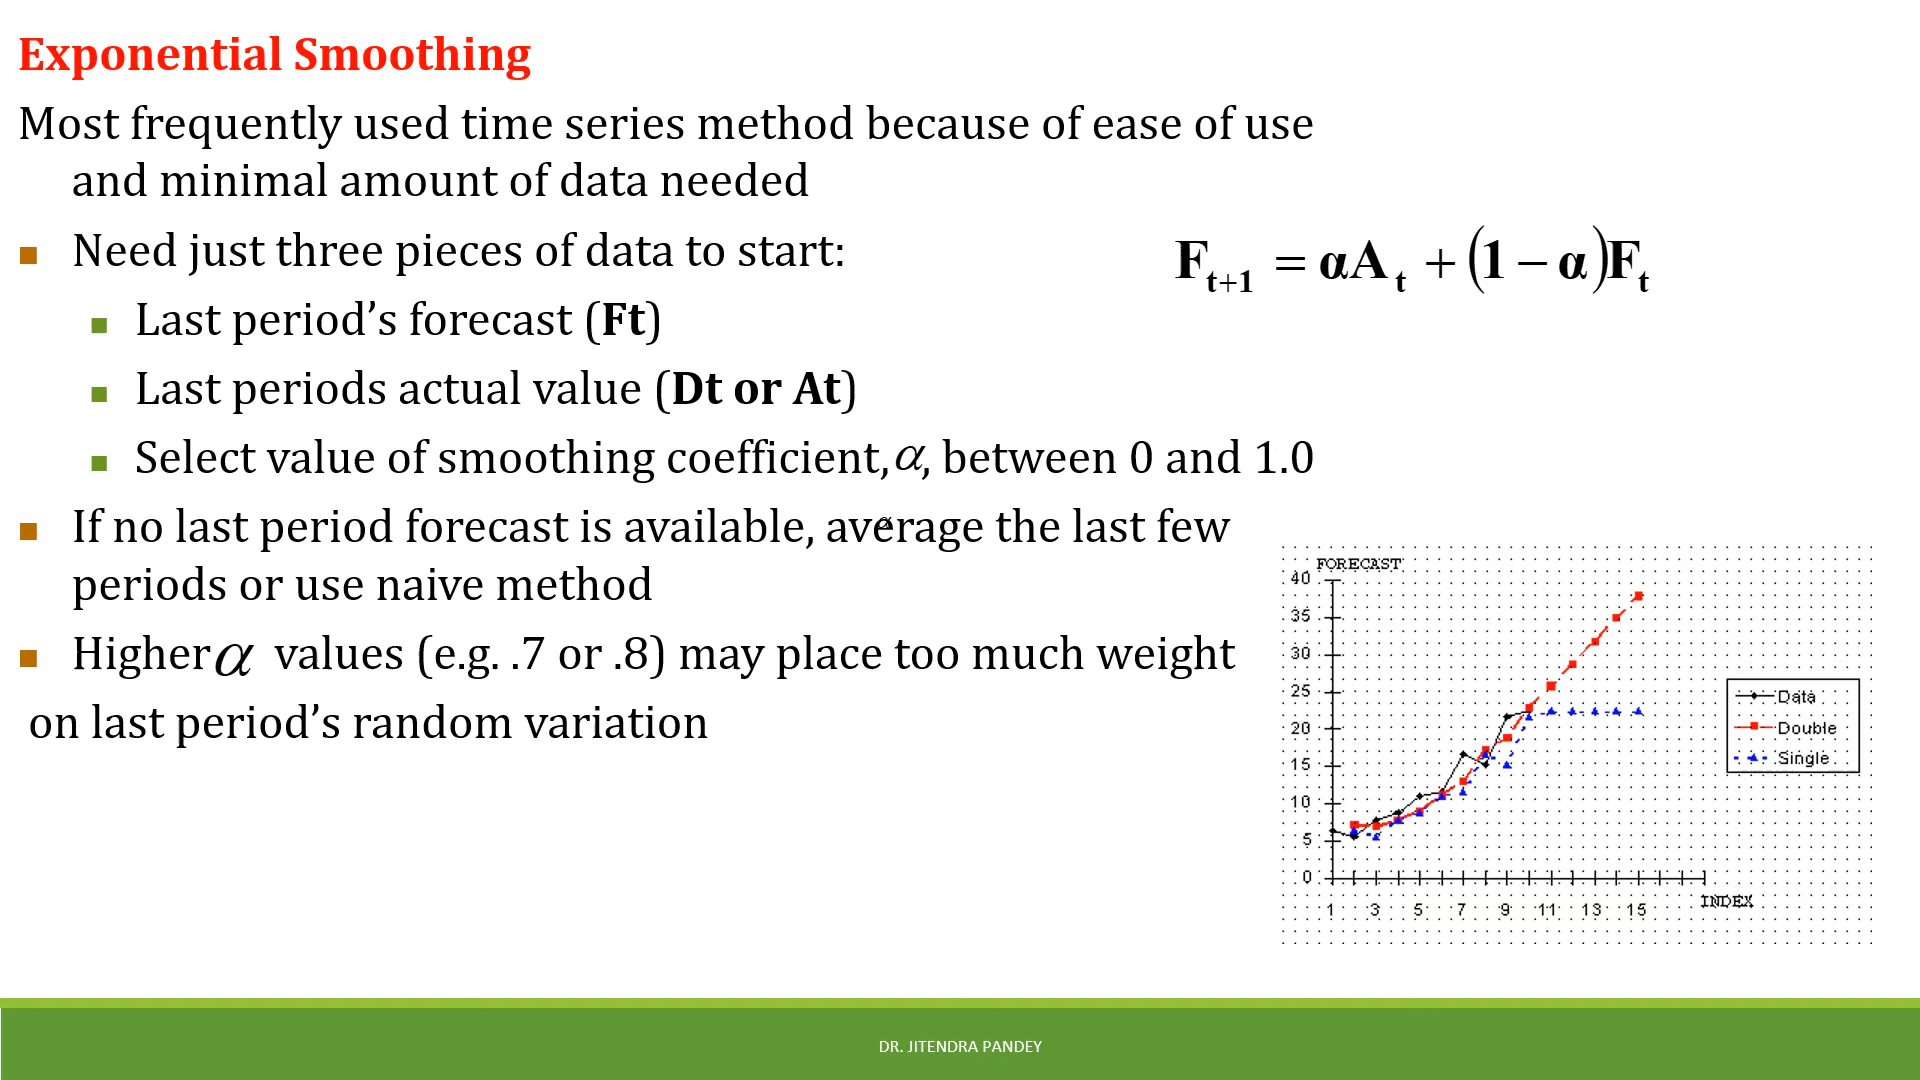 Exponential Smoothing
Most frequently used time series method because of ease of use
and minimal amount of data needed
Need just three pieces of data to start:
Last period’s forecast (Ft)
Last periods actual value (Dt or At)
Select value of smoothing coefficient, α, between 0 and 1.0
If no last period forecast is available, average the last few
α
periods or use naive method
Higher α values (e.g. .7 or .8) may place too much weight
on last period’s random variation
F_{t+1} = αA_t + (1 − α)F_t
FORECAST
40
35
30
25
20
15
10
5
0
1 3 5 7 9 11 13 15
INDEX
Data
Double
Single
DR. JITENDRA PANDEY